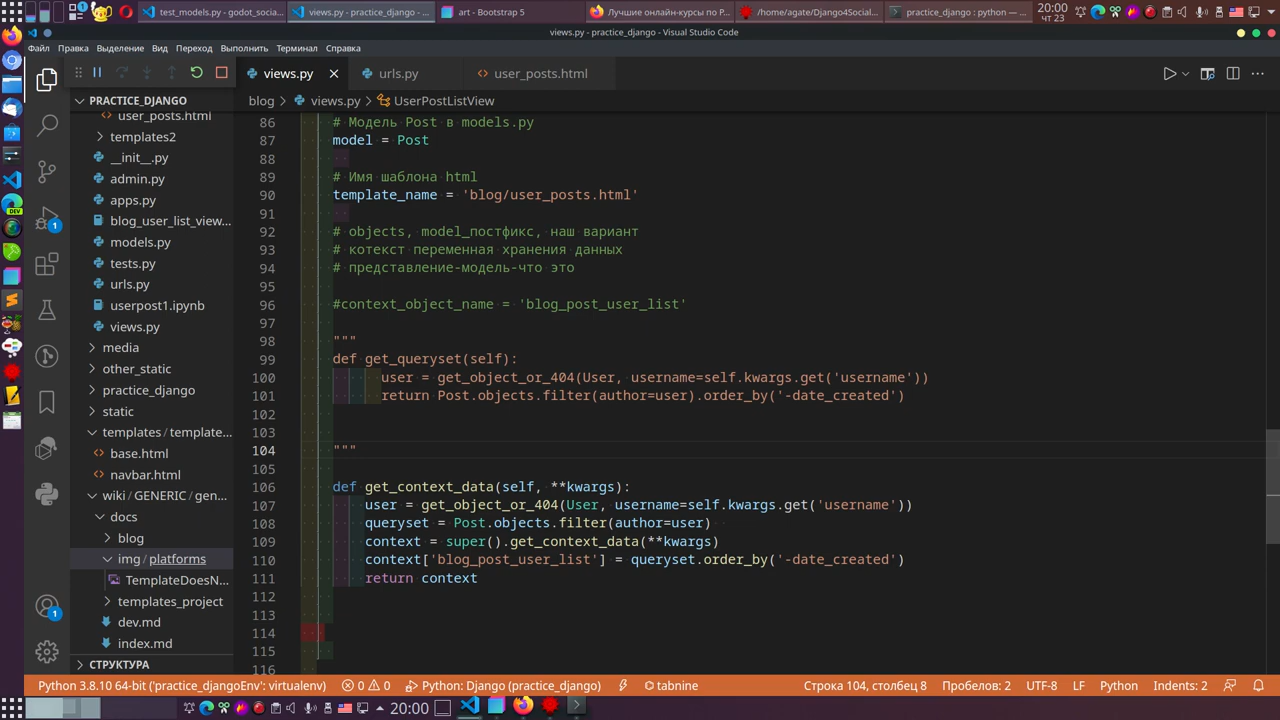 test_models.py - godot_socia...
views.py - practice_django - ...
art - Bootstrap 5
Лучшие онлайн-курсы по P...
/home/agate/Django4Social...
practice_django : python — ...
20:00
чт 23
views.py - practice_django - Visual Studio Code
Файл Правка Выделение Вид Переход Выполнить Терминал Справка
views.py
urls.py
user_posts.html
PRACTICE_DJANGO
blog > views.py > UserPostListView
user_posts.html
templates2
__init__.py
admin.py
apps.py
blog_user_list_view...
models.py
tests.py
urls.py
userpost1.ipynb
views.py
media
other_static
practice_django
static
templates / template...
base.html
navbar.html
wiki / GENERIC / gen...
docs
blog
img / platforms
TemplateDoesN...
templates_project
dev.md
index.md
СТРУКТУРА
DEV
1
1
86 # Модель Post в models.py
87 model = Post
88
89 # Имя шаблона html
90 template_name = 'blog/user_posts.html'
91
92 # objects, model_постфикс, наш вариант
93 # котекст переменная хранения данных
94 # представление-модель-что это
95
96 #context_object_name = 'blog_post_user_list'
97
98 """
99 def get_queryset(self):
100 user = get_object_or_404(User, username=self.kwargs.get('username'))
101 return Post.objects.filter(author=user).order_by('-date_created')
102
103
104 """
105
106 def get_context_data(self, **kwargs):
107 user = get_object_or_404(User, username=self.kwargs.get('username'))
108 queryset = Post.objects.filter(author=user)
109 context = super().get_context_data(**kwargs)
110 context['blog_post_user_list'] = queryset.order_by('-date_created')
111 return context
112
113
114
115
116
Python 3.8.10 64-bit ('practice_djangoEnv': virtualenv) 0 0 Python: Django (practice_django) tabnine Строка 104, столбец 8 Пробелов: 2 UTF-8 LF Python Indents: 2
20:00